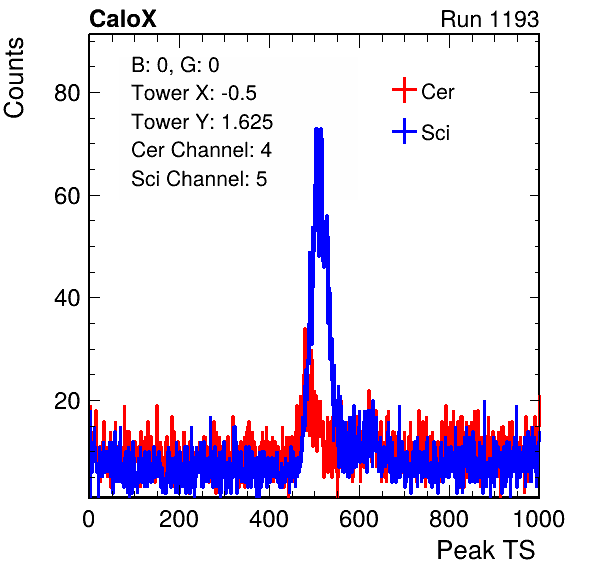 CaloX Run 1193
Counts
B: 0, G: 0
Tower X: -0.5
Tower Y: 1.625
Cer Channel: 4
Sci Channel: 5
Cer
Sci
80
60
40
20
0 200 400 600 800 1000
Peak TS